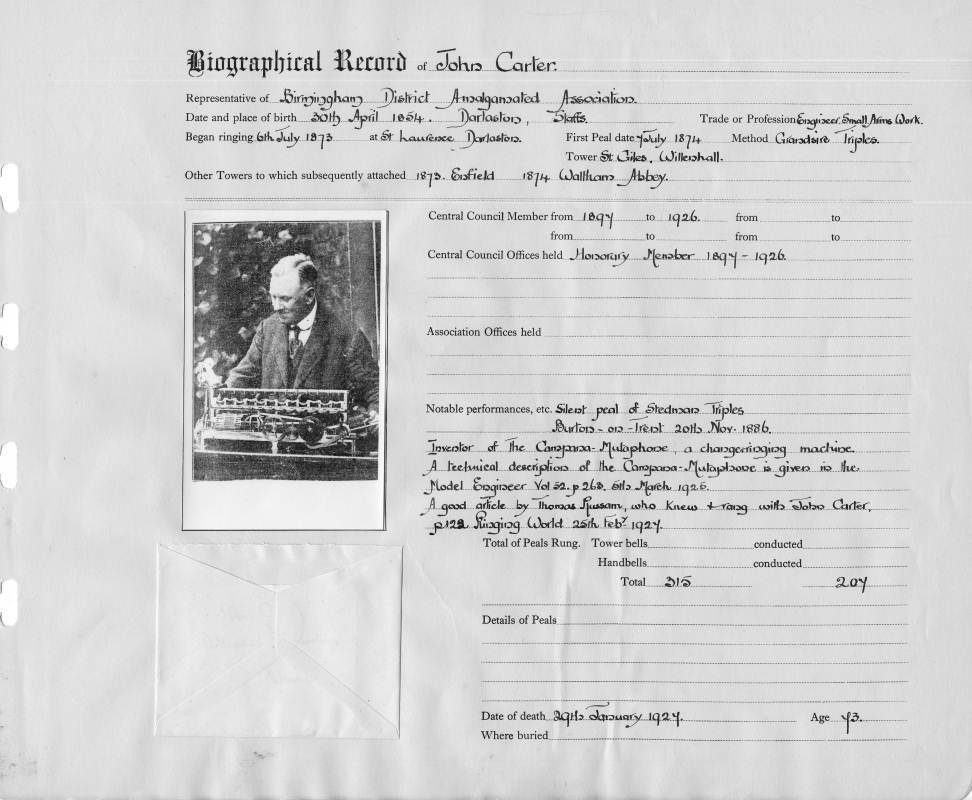 Biographical Record of John Carter.
Representative of Birmingham District Amalgamated Association.
Date and place of birth 30th April 1854. Darlaston, Staffs. Trade or Profession Engineer. Small Arms Work.
Began ringing 6th July 1873 at St Laurence Darlaston. First Peal date 7 July 1874 Method Grandsire Triples.
Tower St Giles, Willenhall.
Other Towers to which subsequently attached 1873. Enfield 1874 Waltham Abbey.
Central Council Member from 1897 to 1926. from to
from to from to
Central Council Offices held Honorary Member 1897 - 1926.
Association Offices held
Notable performances, etc. Silent peal of Stedman Triples
Burton-on-Trent 20th Nov. 1886.
Inventor of the Campana-Mutaphone, a changeringing machine.
A technical description of the Campana-Mutaphone is given in the
Model Engineer Vol 52. p 268. 5th March 1925.
A good article by Thomas Hussam, who knew + rang with John Carter,
p122 Ringing World 25th Feby 1927.
Total of Peals Rung. Tower bells conducted
Handbells conducted
Total 315 207
Details of Peals
Date of death 29th January 1927. Age 73.
Where buried